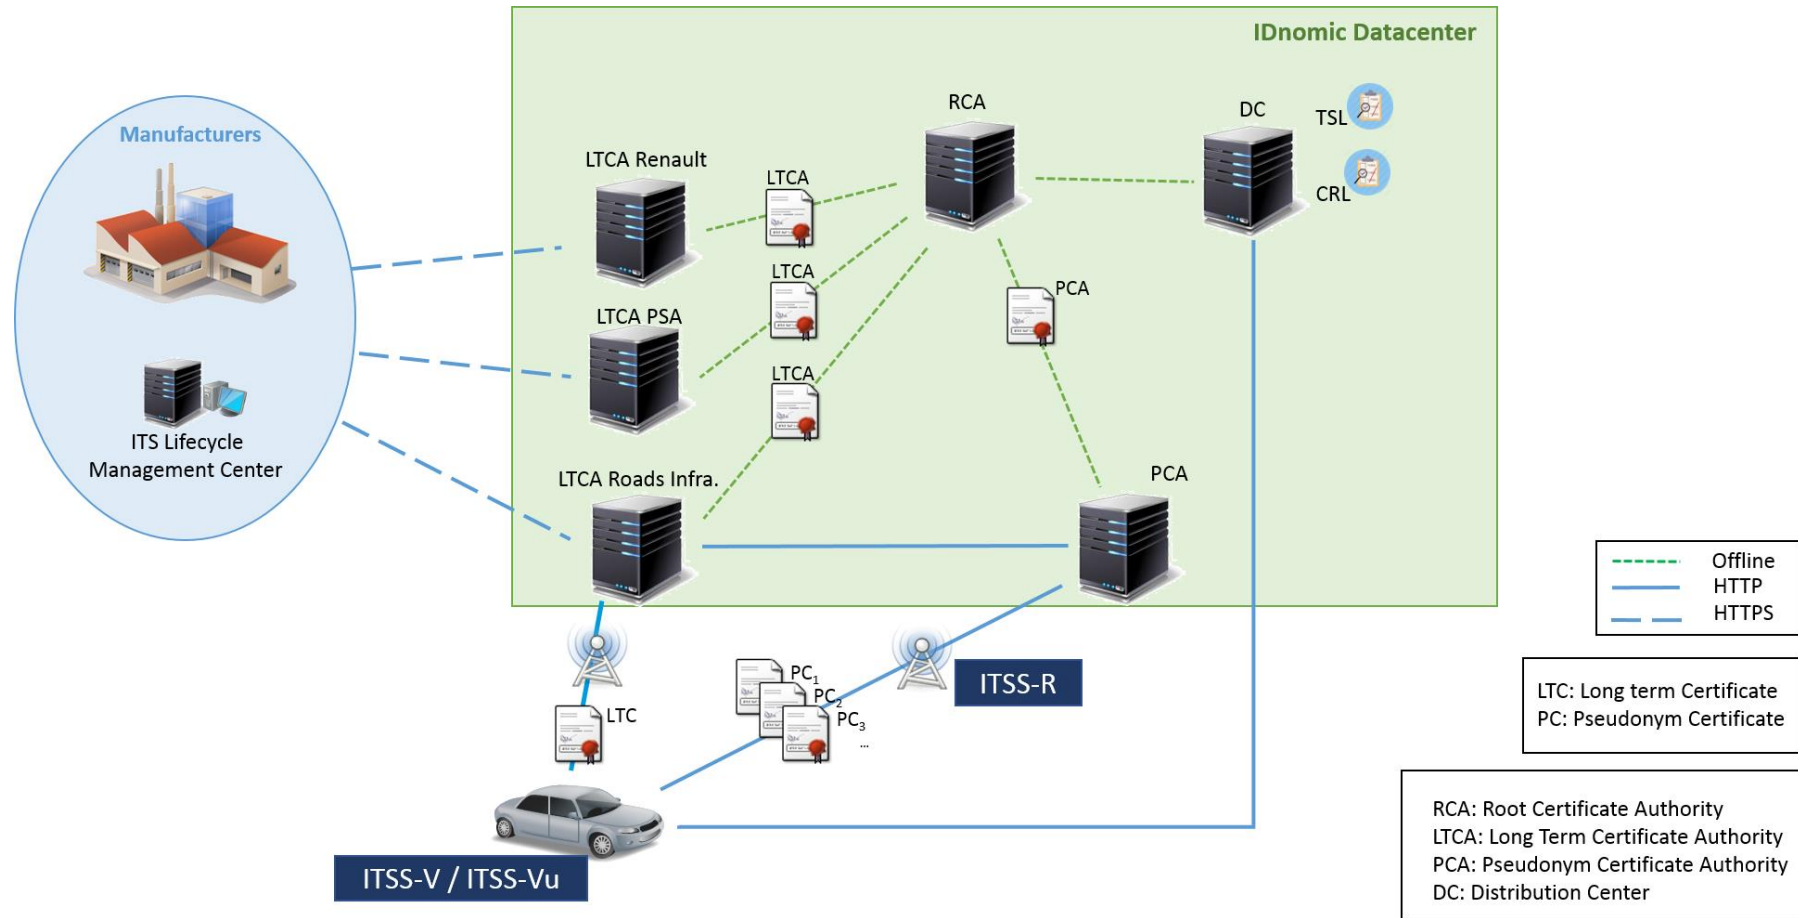 IDnomic Datacenter
Manufacturers
ITS Lifecycle
Management Center
RCA
DC
TSL
CRL
LTCA Renault
LTCA
LTCA PSA
LTCA
PCA
LTCA
LTCA Roads Infra.
PCA
Offline
HTTP
HTTPS
ITSS-R
PC1
PC2
PC3
...
LTC
LTC: Long term Certificate
PC: Pseudonym Certificate
ITSS-V / ITSS-Vu
RCA: Root Certificate Authority
LTCA: Long Term Certificate Authority
PCA: Pseudonym Certificate Authority
DC: Distribution Center